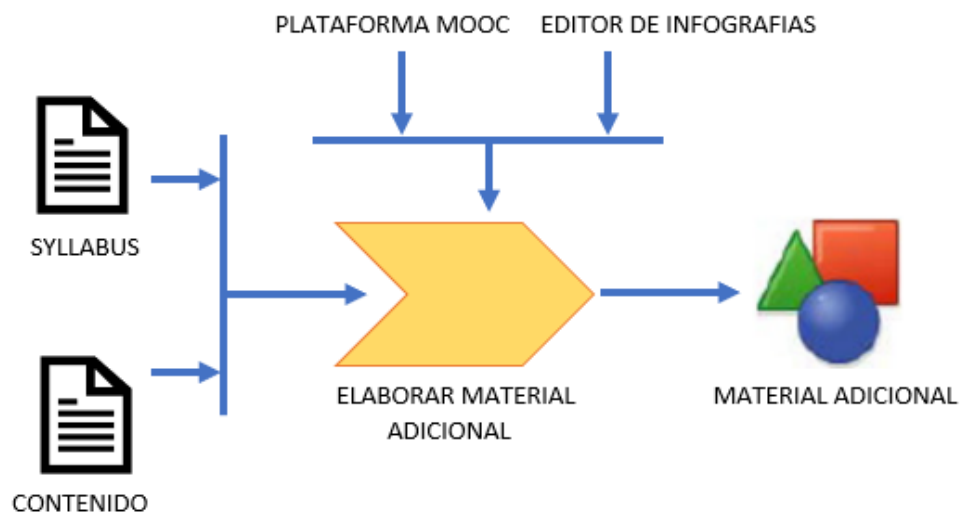 PLATAFORMA MOOC
EDITOR DE INFOGRAFIAS
SYLLABUS
ELABORAR MATERIAL
ADICIONAL
MATERIAL ADICIONAL
CONTENIDO